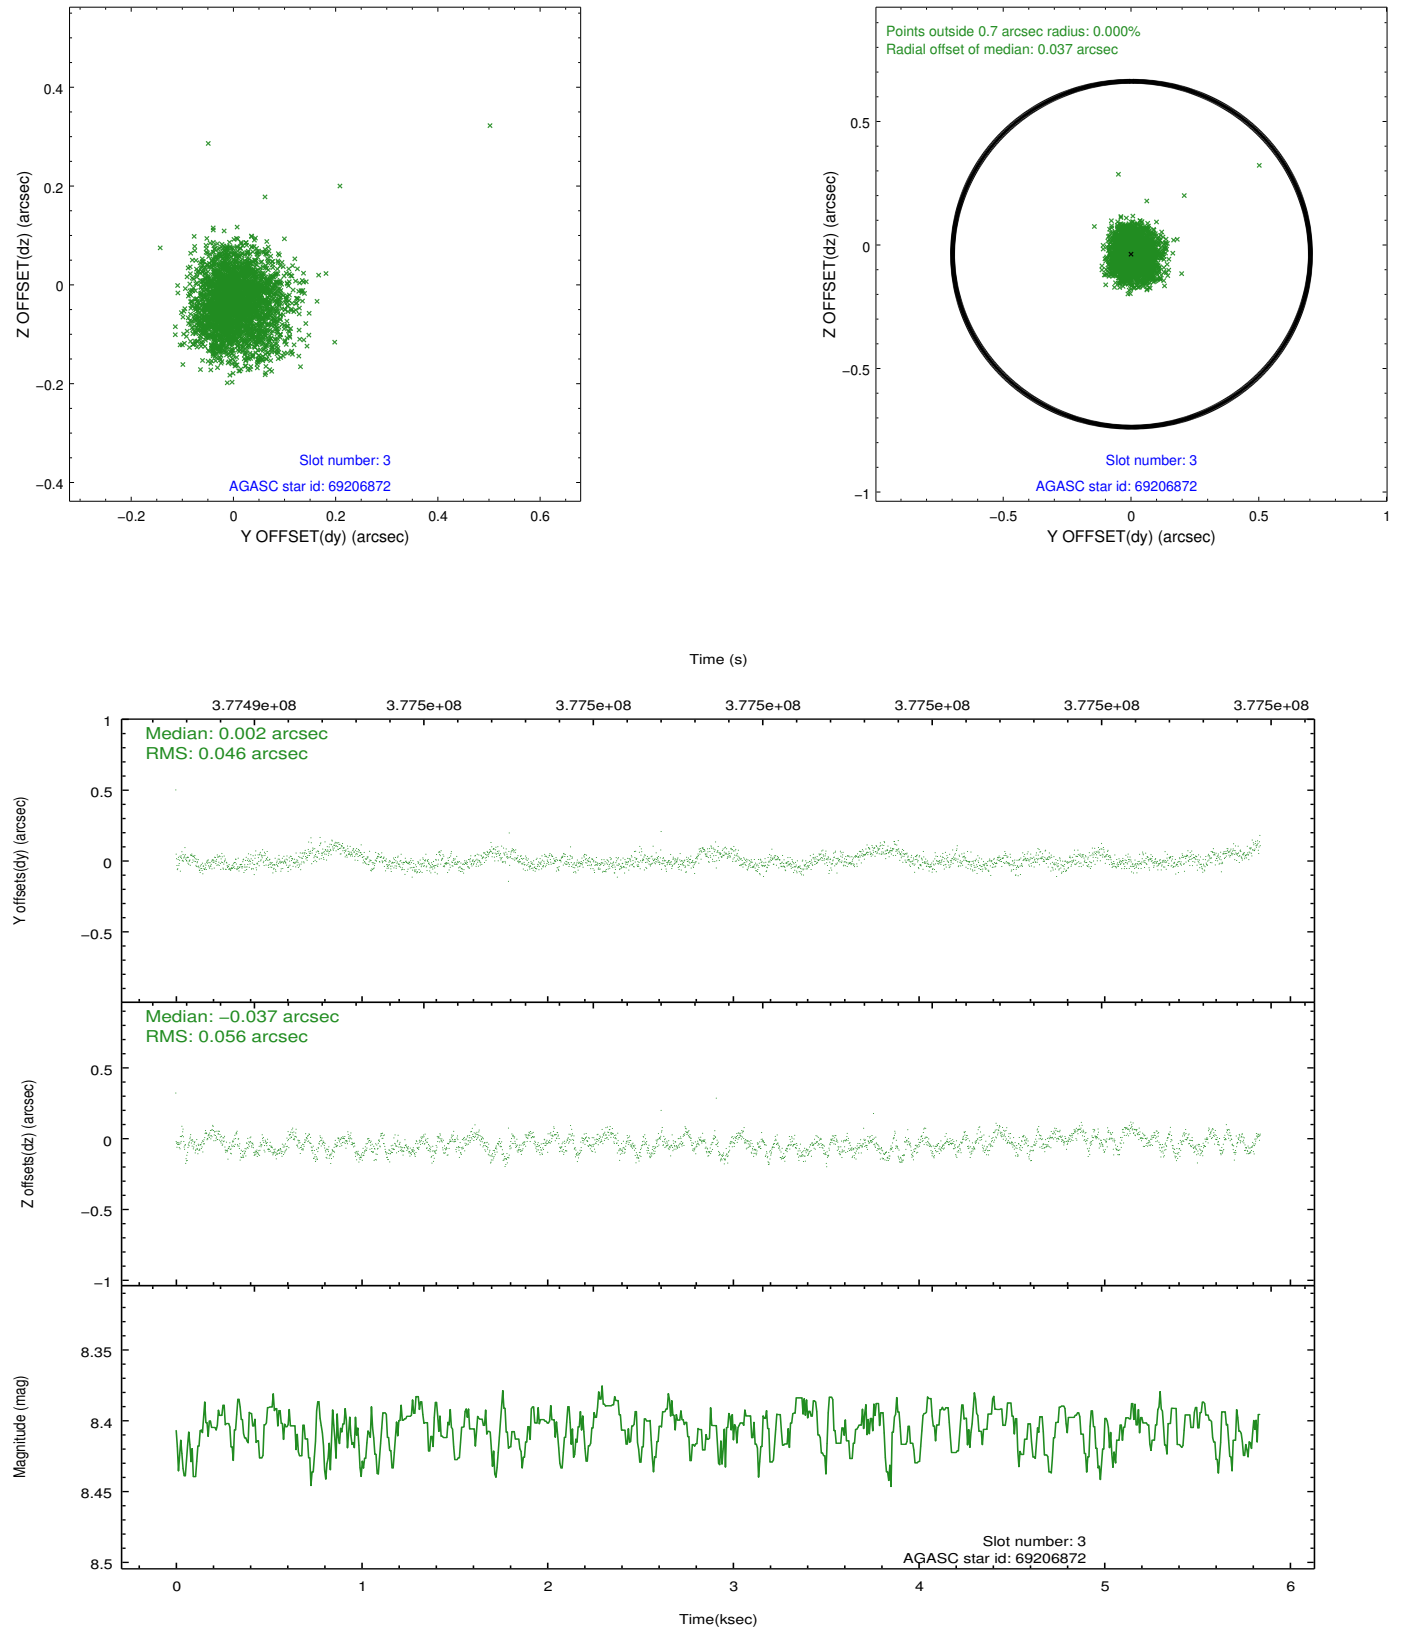 0.4
0.2
0
−0.2
−0.4
Z OFFSET(dz) (arcsec)
Slot number: 3
AGASC star id: 69206872
−0.2 0 0.2 0.4 0.6
Y OFFSET(dy) (arcsec)
Points outside 0.7 arcsec radius: 0.000%
Radial offset of median: 0.037 arcsec
0.5
0
−0.5
−1
Z OFFSET(dz) (arcsec)
Slot number: 3
AGASC star id: 69206872
−0.5 0 0.5 1
Y OFFSET(dy) (arcsec)
Time (s)
3.7749e+08 3.775e+08 3.775e+08 3.775e+08 3.775e+08 3.775e+08 3.775e+08
Median: 0.002 arcsec
RMS: 0.046 arcsec
1
0.5
0
−0.5
Y offsets(dy) (arcsec)
Median: −0.037 arcsec
RMS: 0.056 arcsec
0.5
0
−0.5
−1
Z offsets(dz) (arcsec)
8.35
8.4
8.45
8.5
Magnitude (mag)
Slot number: 3
AGASC star id: 69206872
0 1 2 3 4 5 6
Time(ksec)